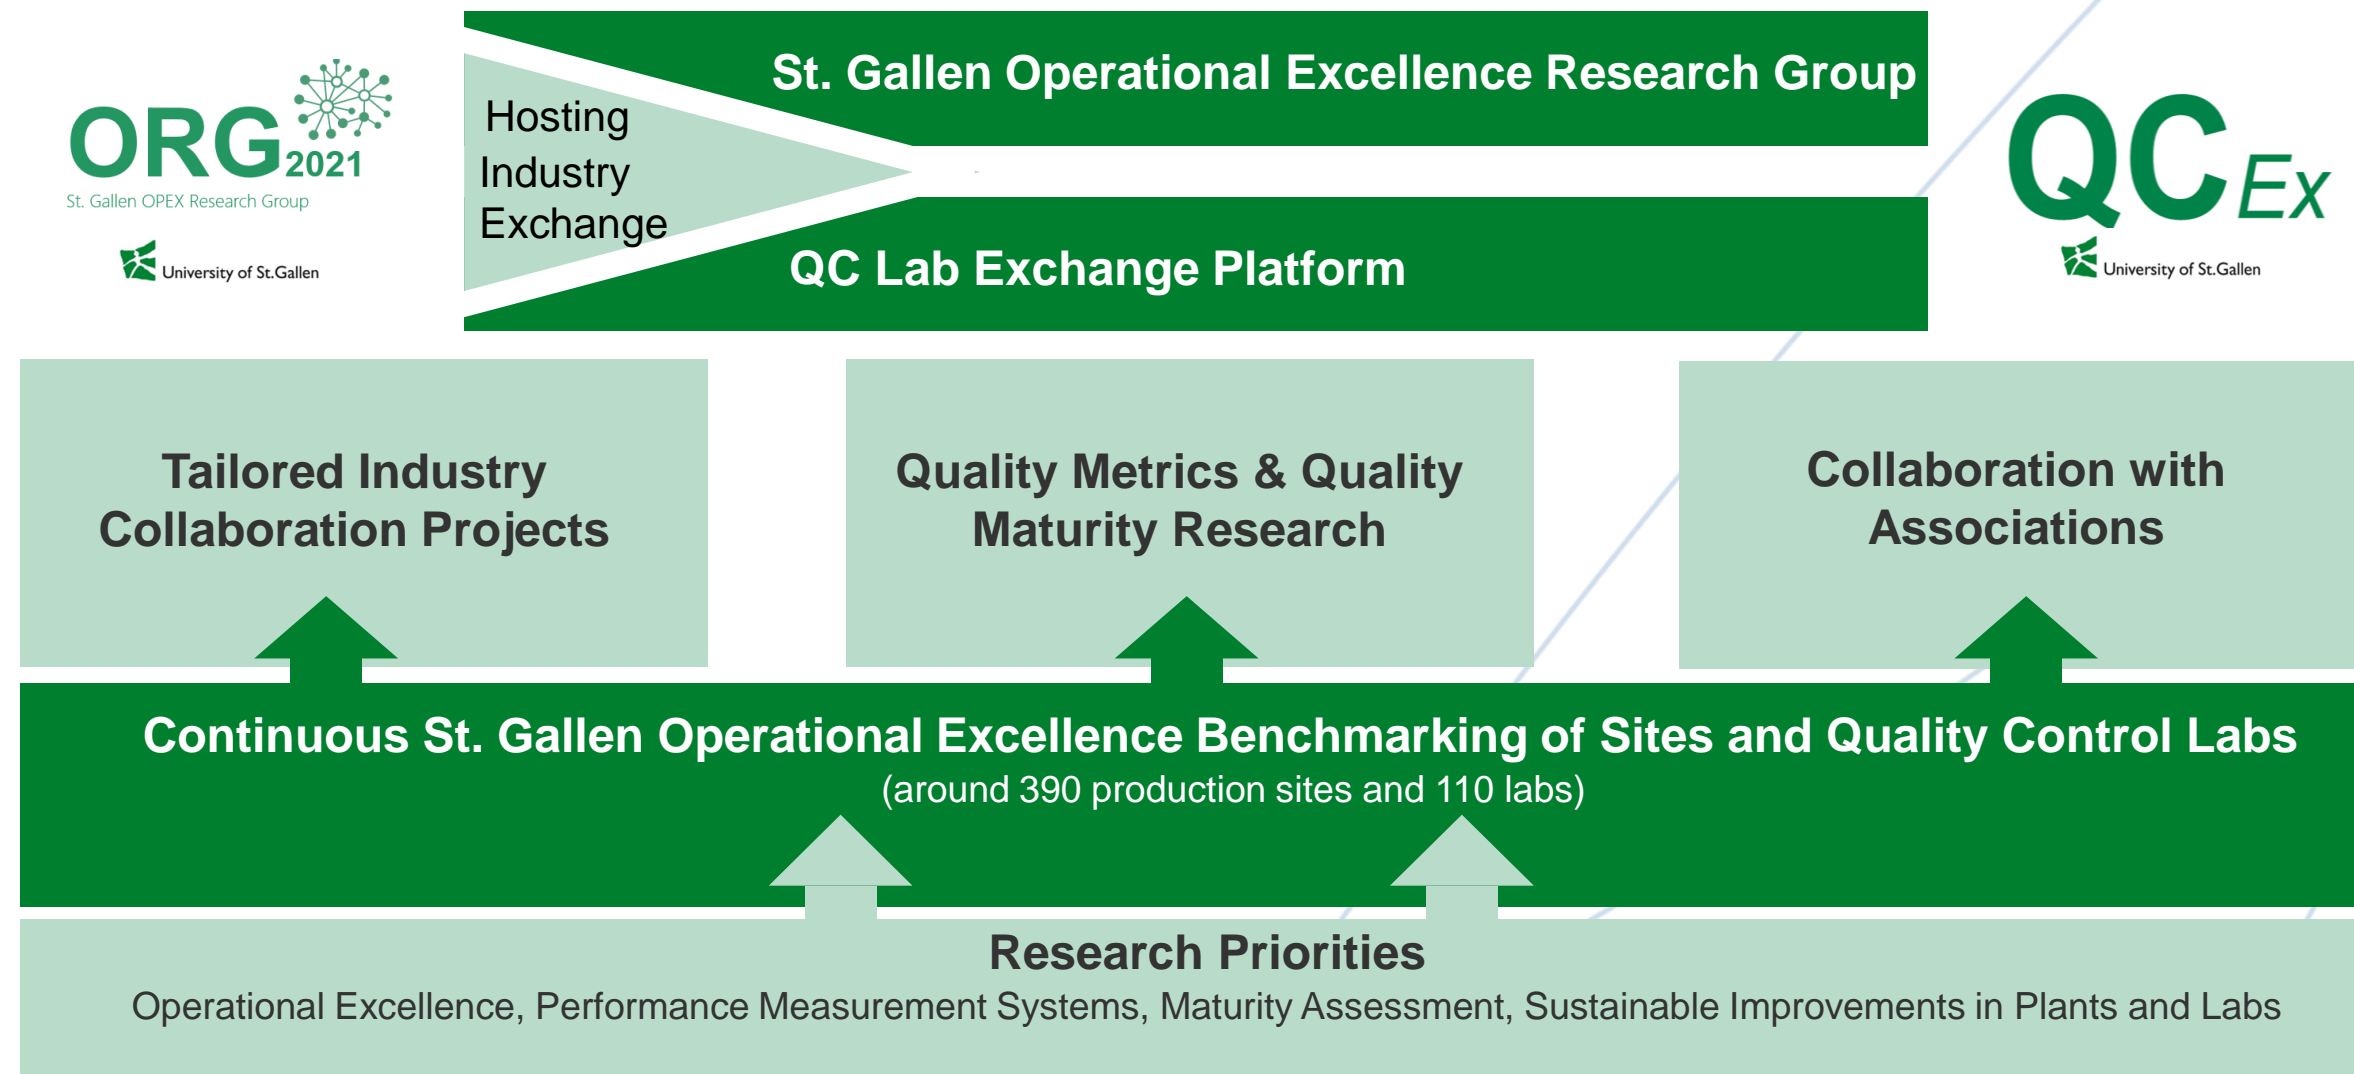 ORG 2021
St. Gallen OPEX Research Group
University of St.Gallen
Hosting
Industry
Exchange
St. Gallen Operational Excellence Research Group
QC Lab Exchange Platform
QC Ex
University of St.Gallen
Tailored Industry
Collaboration Projects
Quality Metrics & Quality
Maturity Research
Collaboration with
Associations
Continuous St. Gallen Operational Excellence Benchmarking of Sites and Quality Control Labs
(around 390 production sites and 110 labs)
Research Priorities
Operational Excellence, Performance Measurement Systems, Maturity Assessment, Sustainable Improvements in Plants and Labs